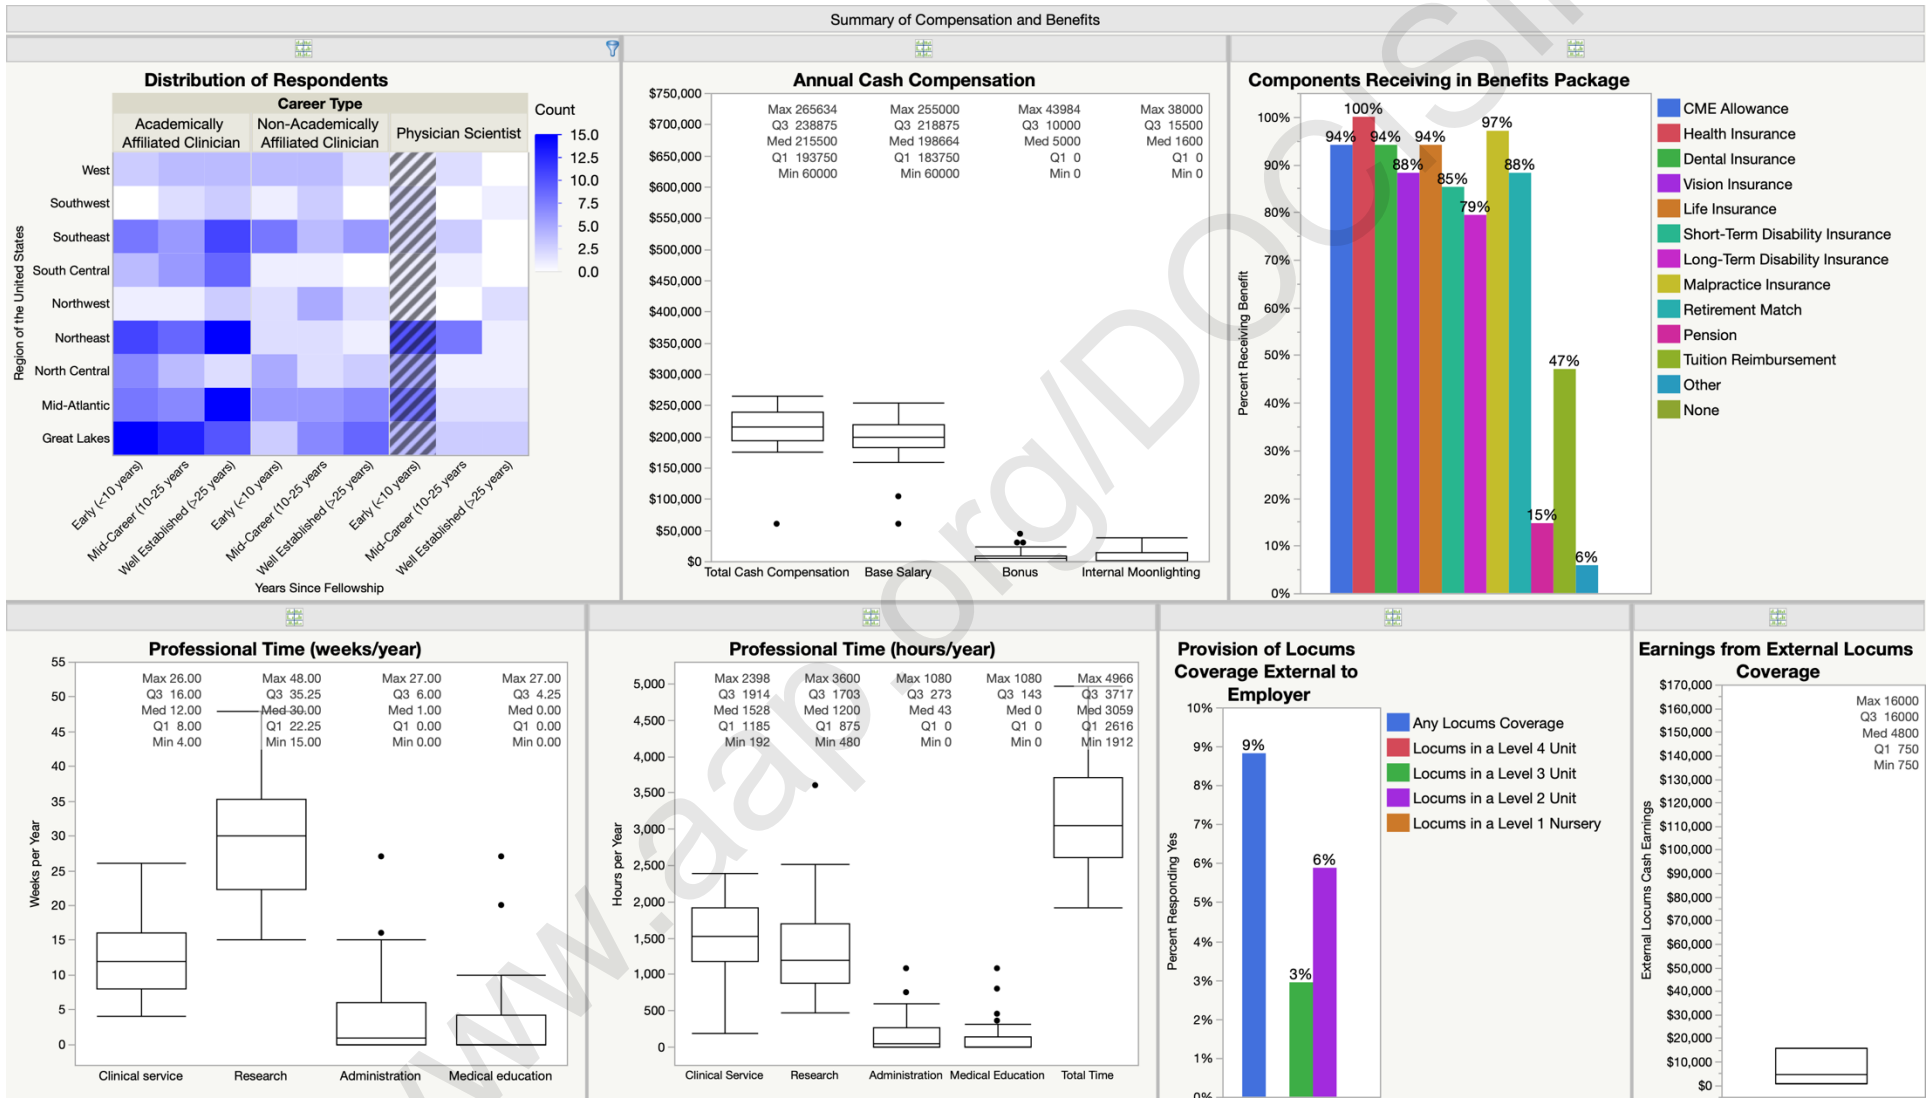 Summary of Compensation and Benefits
Distribution of Respondents
Career Type
Academically
Affiliated Clinician
Non-Academically
Affiliated Clinician
Physician Scientist
Count
15.0
12.5
10.0
7.5
5.0
2.5
0.0
Region of the United States
West
Southwest
Southeast
South Central
Northwest
Northeast
North Central
Mid-Atlantic
Great Lakes
Early (<10 years)
Mid-Career (10-25 years
Well Established (>25 years)
Early (<10 years)
Mid-Career (10-25 years
Well Established (>25 years)
Early (<10 years)
Mid-Career (10-25 years
Well Established (>25 years)
Years Since Fellowship
Annual Cash Compensation
$750,000
$700,000
$650,000
$600,000
$550,000
$500,000
$450,000
$400,000
$350,000
$300,000
$250,000
$200,000
$150,000
$100,000
$50,000
$0
Max 265634 Max 255000 Max 43984 Max 38000
Q3 238875 Q3 218875 Q3 10000 Q3 15500
Med 215500 Med 198664 Med 5000 Med 1600
Q1 193750 Q1 183750 Q1 0 Q1 0
Min 60000 Min 60000 Min 0 Min 0
Total Cash Compensation Base Salary Bonus Internal Moonlighting
Components Receiving in Benefits Package
Percent Receiving Benefit
100%
90%
80%
70%
60%
50%
40%
30%
20%
10%
0%
94%
100%
94%
88%
94%
85%
79%
97%
88%
15%
47%
6%
CME Allowance
Health Insurance
Dental Insurance
Vision Insurance
Life Insurance
Short-Term Disability Insurance
Long-Term Disability Insurance
Malpractice Insurance
Retirement Match
Pension
Tuition Reimbursement
Other
None
Professional Time (weeks/year)
Weeks per Year
55
50
45
40
35
30
25
20
15
10
5
0
Max 26.00 Max 48.00 Max 27.00 Max 27.00
Q3 16.00 Q3 35.25 Q3 6.00 Q3 4.25
Med 12.00 Med 30.00 Med 1.00 Med 0.00
Q1 8.00 Q1 22.25 Q1 0.00 Q1 0.00
Min 4.00 Min 15.00 Min 0.00 Min 0.00
Clinical service Research Administration Medical education
Professional Time (hours/year)
Hours per Year
5,000
4,500
4,000
3,500
3,000
2,500
2,000
1,500
1,000
500
0
Max 2398 Max 3600 Max 1080 Max 1080 Max 4966
Q3 1914 Q3 1703 Q3 273 Q3 143 Q3 3717
Med 1528 Med 1200 Med 43 Med 0 Med 3059
Q1 1185 Q1 875 Q1 0 Q1 0 Q1 2616
Min 192 Min 480 Min 0 Min 0 Min 1912
Clinical Service Research Administration Medical Education Total Time
Provision of Locums
Coverage External to
Employer
Percent Responding Yes
10%
9%
8%
7%
6%
5%
4%
3%
2%
1%
0%
9%
3%
6%
Any Locums Coverage
Locums in a Level 4 Unit
Locums in a Level 3 Unit
Locums in a Level 2 Unit
Locums in a Level 1 Nursery
Earnings from External Locums
Coverage
External Locums Cash Earnings
$170,000
$160,000
$150,000
$140,000
$130,000
$120,000
$110,000
$100,000
$90,000
$80,000
$70,000
$60,000
$50,000
$40,000
$30,000
$20,000
$10,000
$0
Max 16000
Q3 16000
Med 4800
Q1 750
Min 750